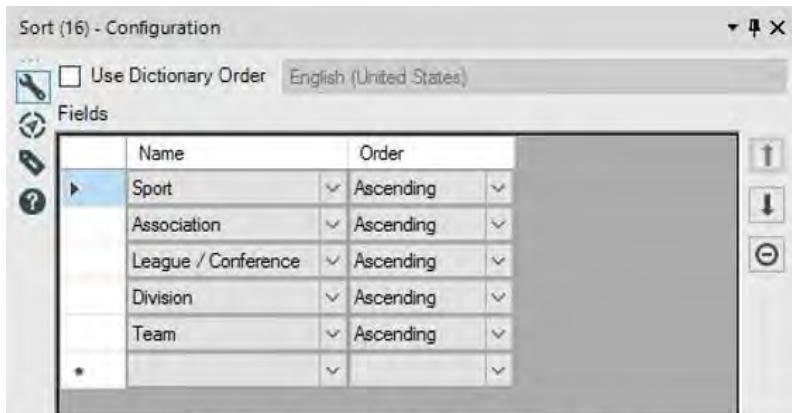 Sort (16) - Configuration
Use Dictionary Order English (United States)
Fields
Name Order
Sport Ascending
Association Ascending
League / Conference Ascending
Division Ascending
Team Ascending